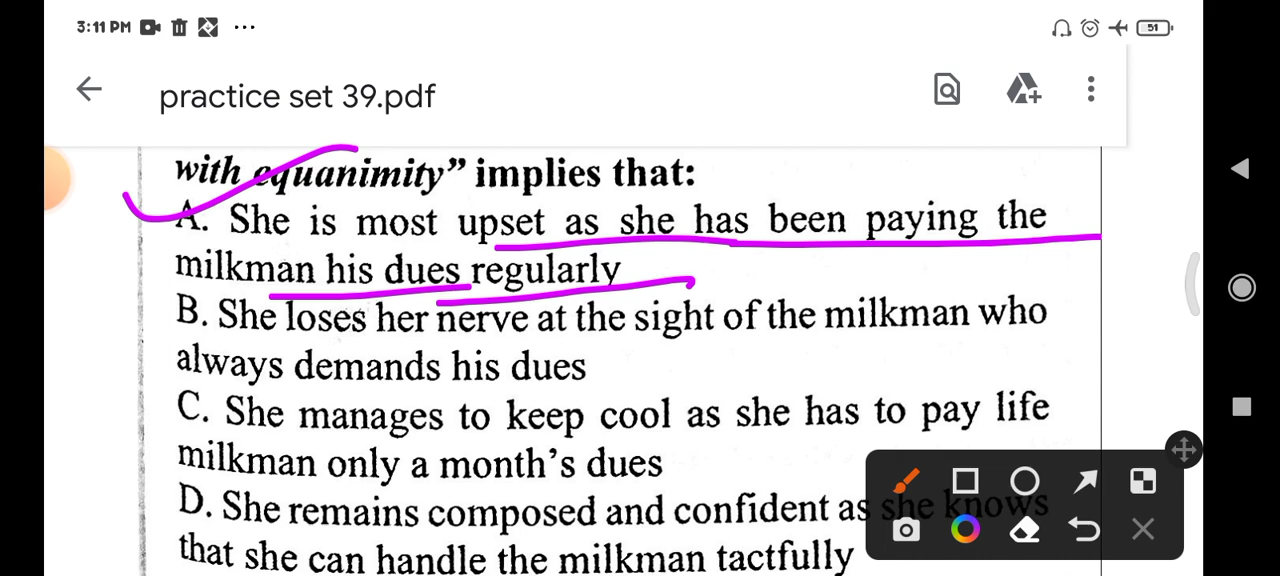 3:11 PM ...
51
practice set 39.pdf
with equanimity” implies that:
A. She is most upset as she has been paying the
milkman his dues regularly
B. She loses her nerve at the sight of the milkman who
always demands his dues
C. She manages to keep cool as she has to pay life
milkman only a month’s dues
D. She remains composed and confident as she knows
that she can handle the milkman tactfully